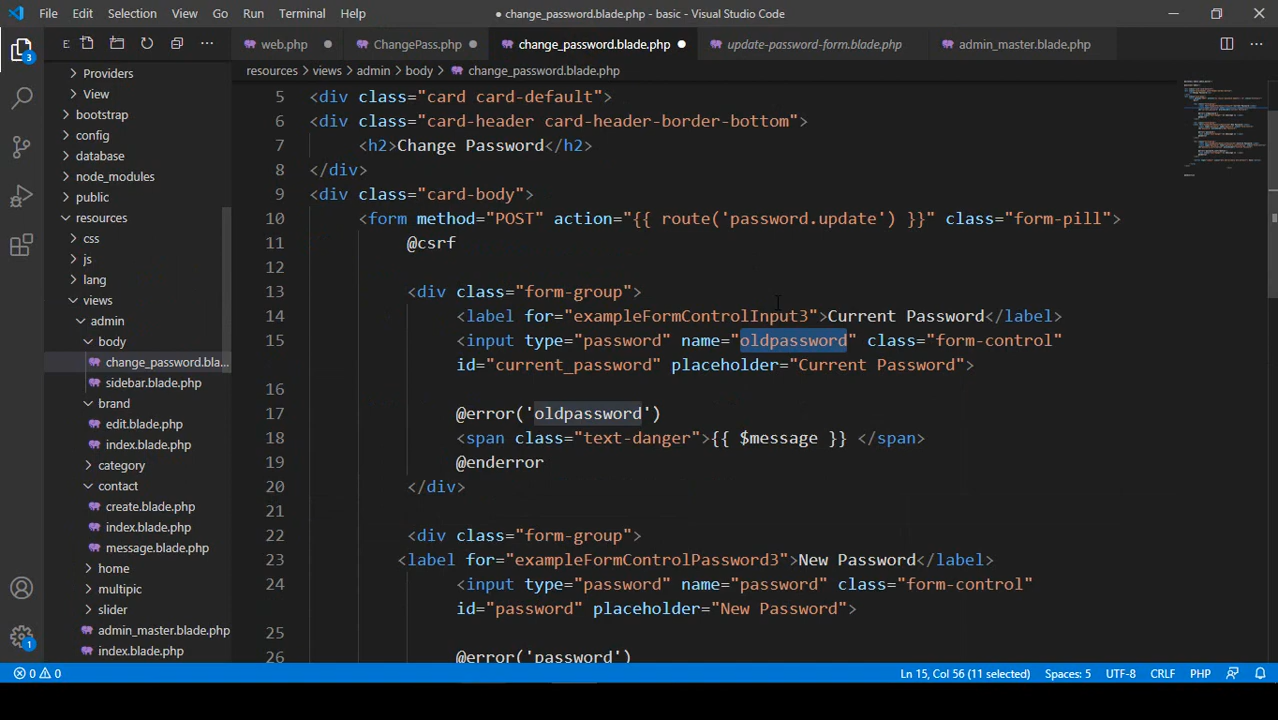 File Edit Selection View Go Run Terminal Help
● change_password.blade.php - basic - Visual Studio Code
E
web.php
ChangePass.php
change_password.blade.php
update-password-form.blade.php
admin_master.blade.php
resources > views > admin > body > change_password.blade.php
3
1
Providers
View
bootstrap
config
database
node_modules
public
resources
css
js
lang
views
admin
body
change_password.bla...
sidebar.blade.php
brand
edit.blade.php
index.blade.php
category
contact
create.blade.php
index.blade.php
message.blade.php
home
multipic
slider
admin_master.blade.php
index.blade.php
5 <div class="card card-default">
6 <div class="card-header card-header-border-bottom">
7 <h2>Change Password</h2>
8 </div>
9 <div class="card-body">
10 <form method="POST" action="{{ route('password.update') }}" class="form-pill">
11 @csrf
12
13 <div class="form-group">
14 <label for="exampleFormControlInput3">Current Password</label>
15 <input type="password" name="oldpassword" class="form-control"
id="current_password" placeholder="Current Password">
16
17 @error('oldpassword')
18 <span class="text-danger">{{ $message }} </span>
19 @enderror
20 </div>
21
22 <div class="form-group">
23 <label for="exampleFormControlPassword3">New Password</label>
24 <input type="password" name="password" class="form-control"
id="password" placeholder="New Password">
25
26 @error('password')
0 0 Ln 15, Col 56 (11 selected) Spaces: 5 UTF-8 CRLF PHP